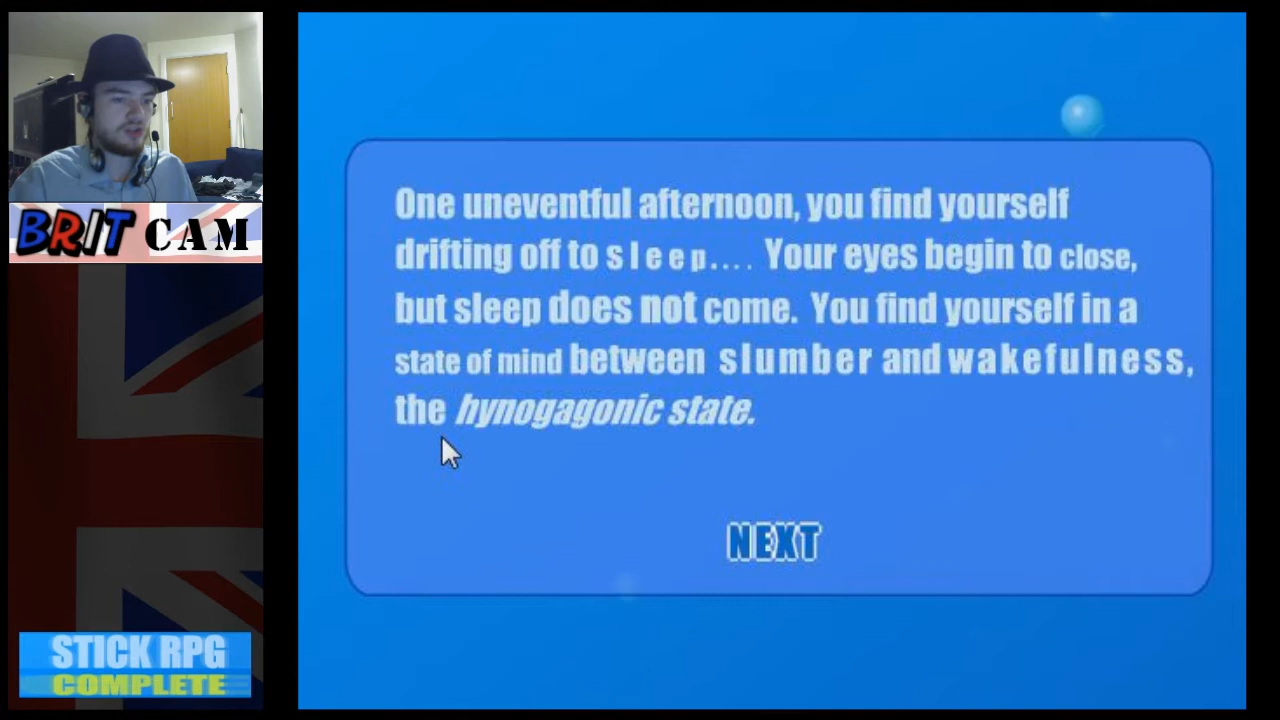 BRIT CAM
STICK RPG
COMPLETE
One uneventful afternoon, you find yourself
drifting off to s l e e p . . . .  Your eyes begin to close,
but sleep does not come.  You find yourself in a
state of mind between slumber and wakefulness,
the hynogagonic state.
NEXT